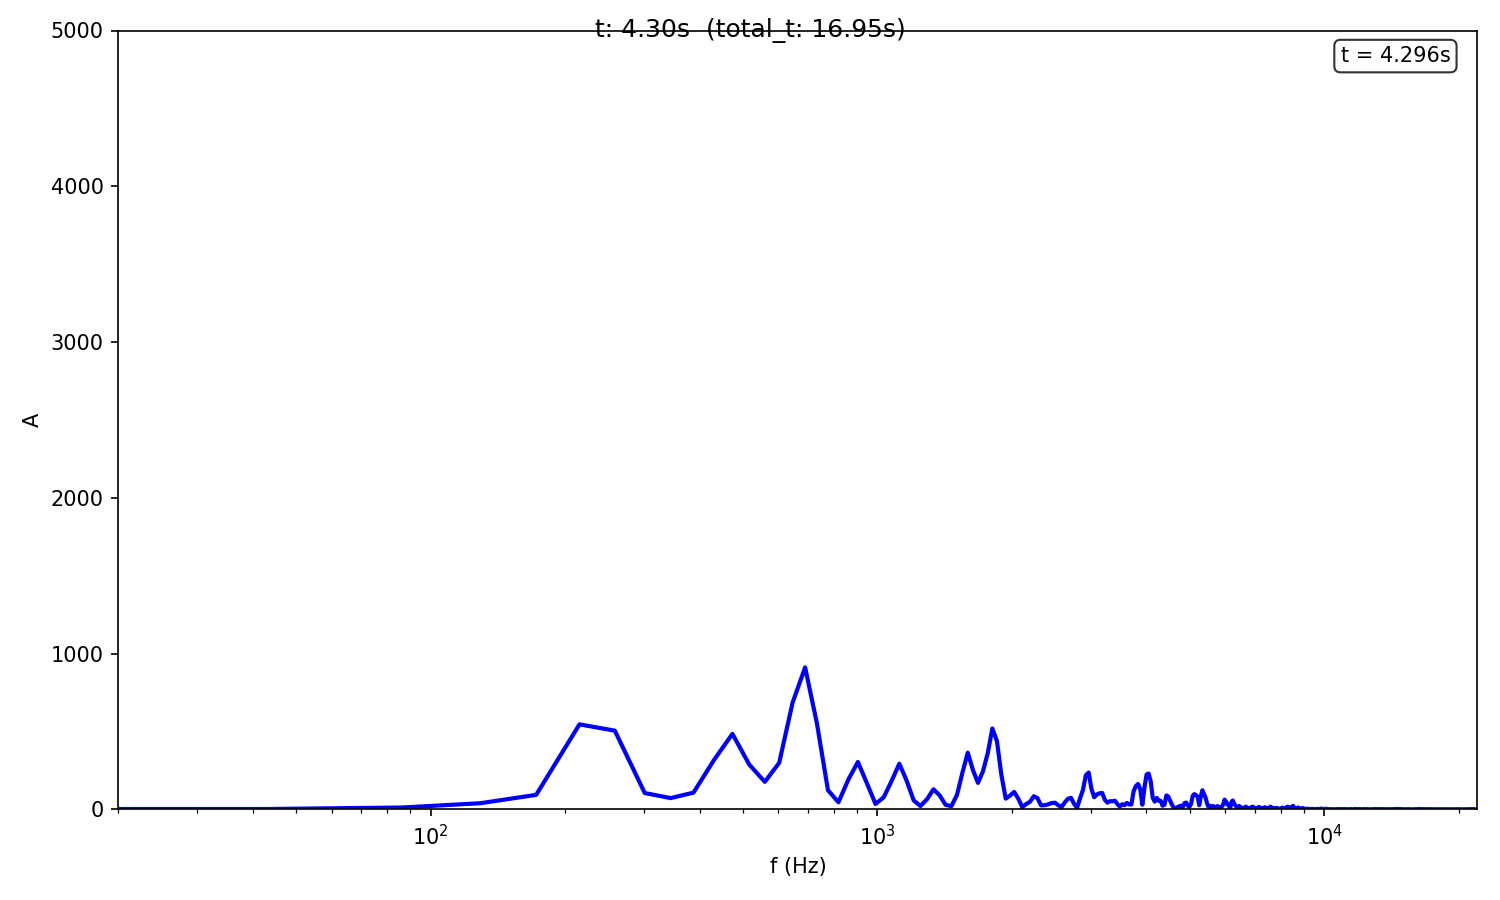 t: 4.30s  (total_t: 16.95s)
t = 4.296s
5000
4000
3000
2000
1000
0
A
10²
10³
10⁴
f (Hz)